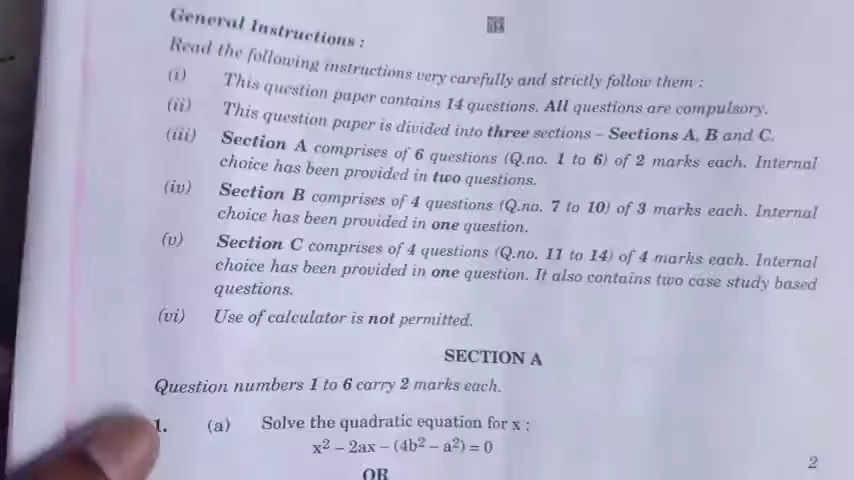 General Instructions :
Read the following instructions very carefully and strictly follow them :
(i) This question paper contains 14 questions. All questions are compulsory.
(ii) This question paper is divided into three sections – Sections A, B and C.
(iii) Section A comprises of 6 questions (Q.no. 1 to 6) of 2 marks each. Internal
choice has been provided in two questions.
(iv) Section B comprises of 4 questions (Q.no. 7 to 10) of 3 marks each. Internal
choice has been provided in one question.
(v) Section C comprises of 4 questions (Q.no. 11 to 14) of 4 marks each. Internal
choice has been provided in one question. It also contains two case study based
questions.
(vi) Use of calculator is not permitted.
SECTION A
Question numbers 1 to 6 carry 2 marks each.
1. (a) Solve the quadratic equation for x :
x² – 2ax – (4b² – a²) = 0
OR
2